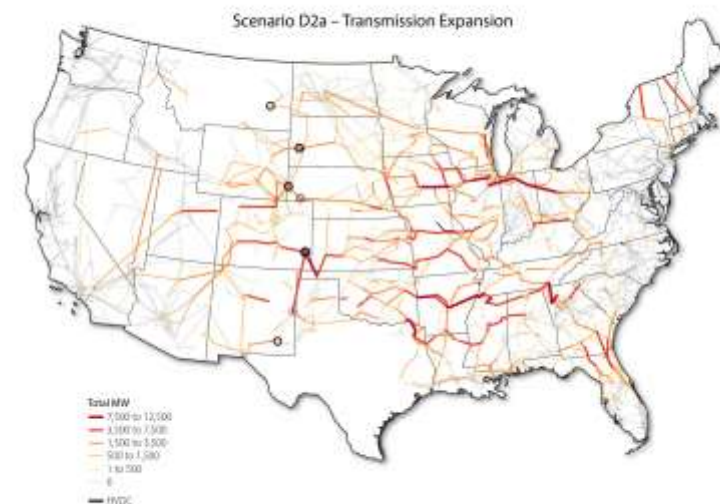 Scenario D2a – Transmission Expansion
Total MW
7,500 to 12,500
3,500 to 7,500
1,500 to 3,500
500 to 1,500
1 to 500
0
HVDC